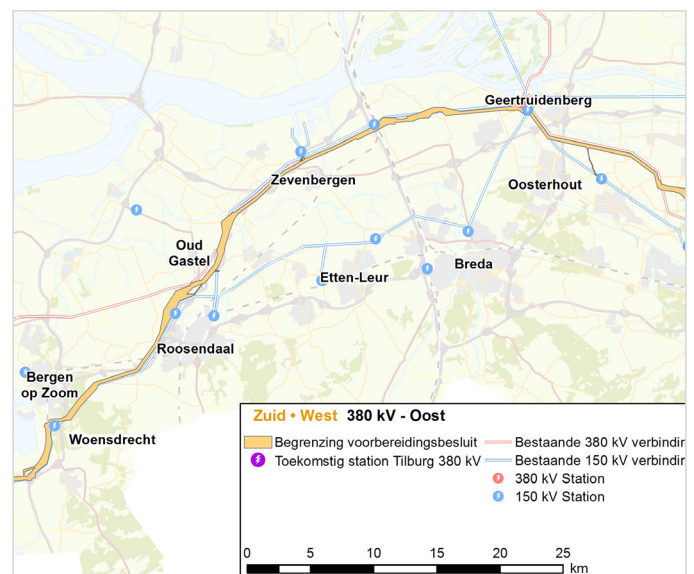 Geertruidenberg
Zevenbergen
Oosterhout
Oud
Gastel
Etten-Leur
Breda
Roosendaal
Bergen
op Zoom
Woensdrecht
Zuid • West 380 kV - Oost
Begrenzing voorbereidingsbesluit
Toekomstig station Tilburg 380 kV
Bestaande 380 kV verbindin
Bestaande 150 kV verbindin
380 kV Station
150 kV Station
0 5 10 15 20 25
km